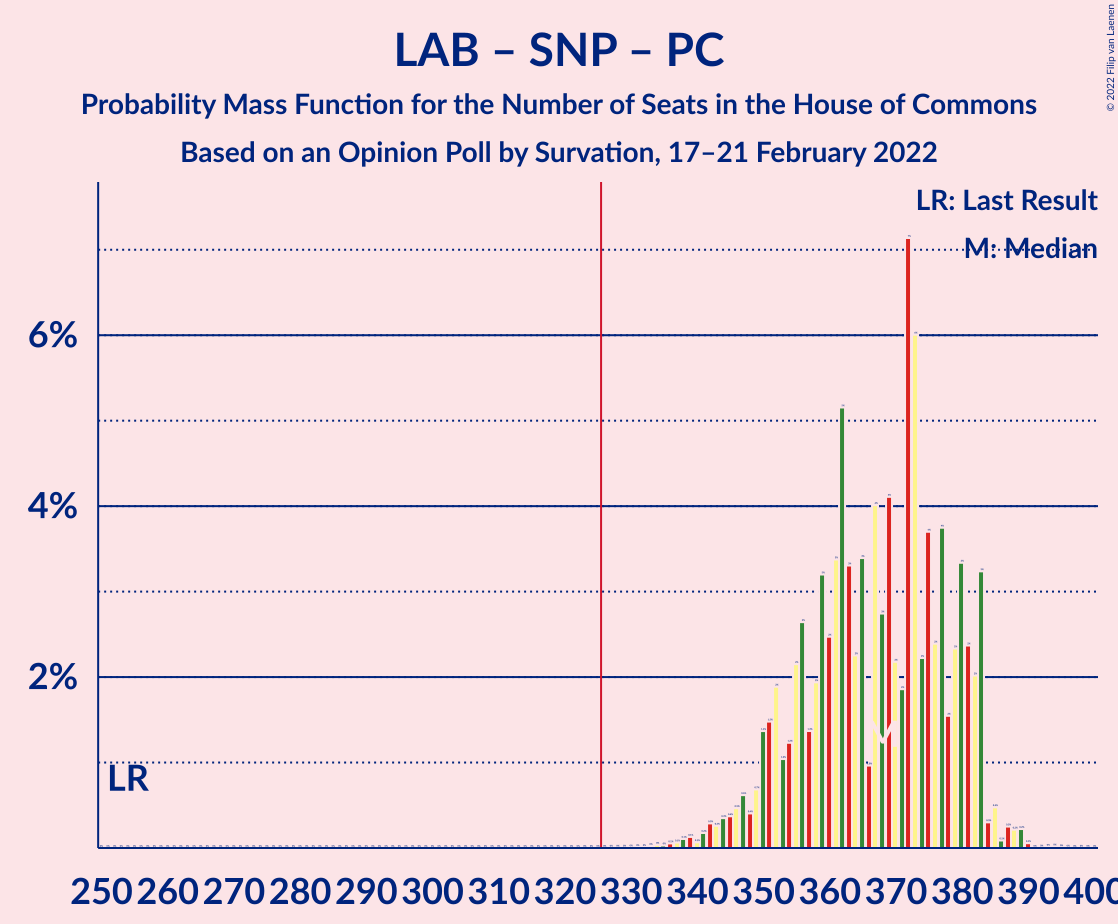 LAB – SNP – PC
Probability Mass Function for the Number of Seats in the House of Commons
Based on an Opinion Poll by Survation, 17–21 February 2022
© 2022 Filip van Laenen
LR: Last Result
M: Median
6%
4%
2%
LR
250 260 270 280 290 300 310 320 330 340 350 360 370 380 390 400